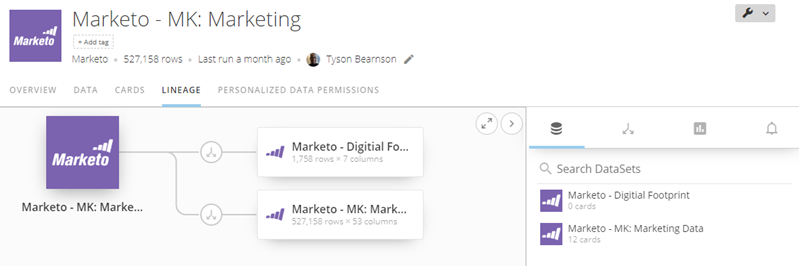 Marketo
Marketo - MK: Marketing
+ Add tag
Marketo • 527,158 rows • Last run a month ago • Tyson Bearnson
OVERVIEW DATA CARDS LINEAGE PERSONALIZED DATA PERMISSIONS
Marketo
Marketo - MK: Marke...
Marketo - Digitial Fo...
1,758 rows × 7 columns
Marketo - MK: Mark...
527,158 rows × 53 columns
Search DataSets
Marketo - Digitial Footprint
0 cards
Marketo - MK: Marketing Data
12 cards